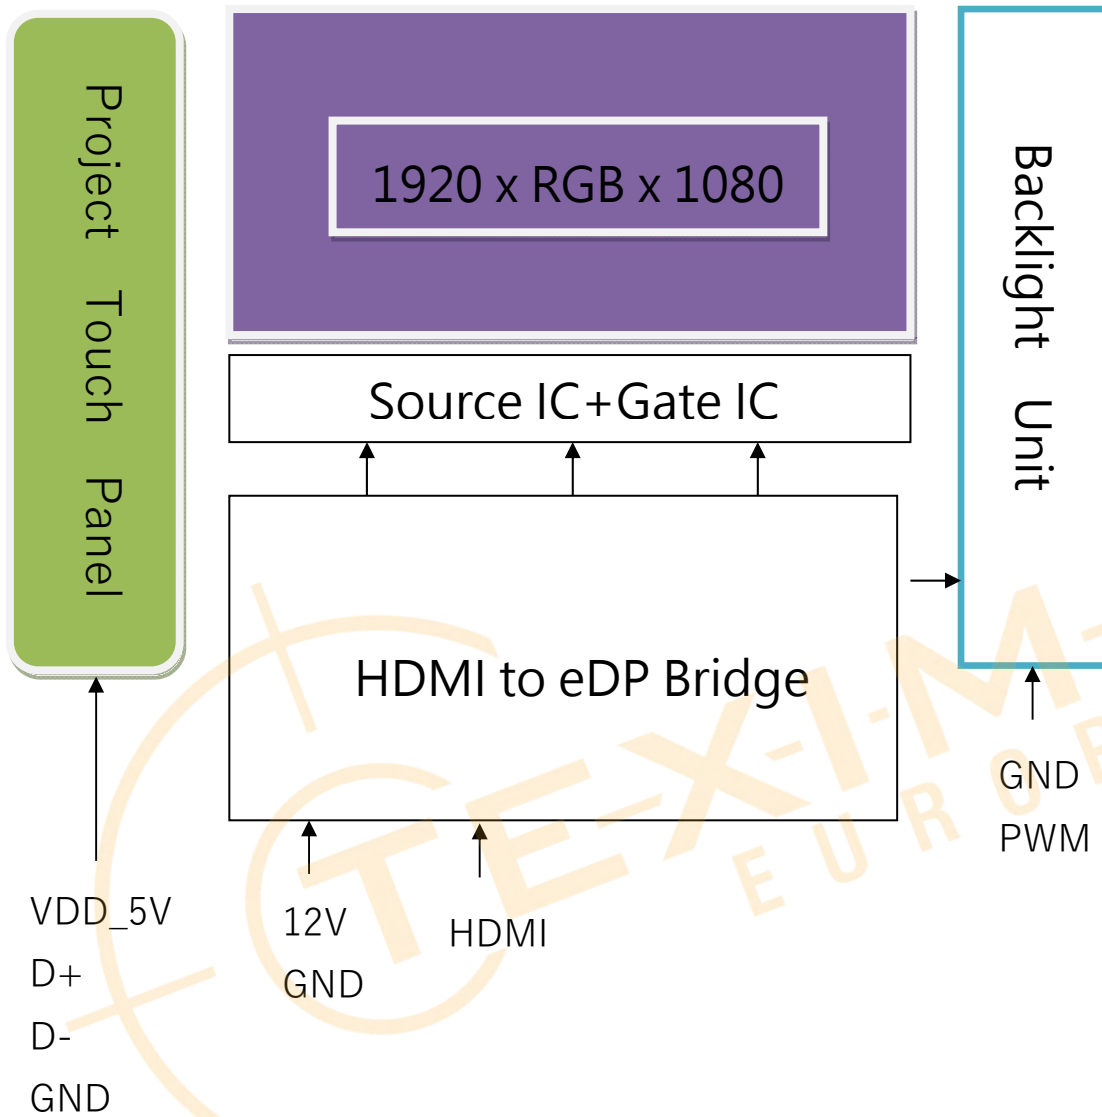 Project Touch Panel
1920 x RGB x 1080
Backlight Unit
Source IC+Gate IC
HDMI to eDP Bridge
GND
PWM
VDD_5V
D+
D-
GND
12V
GND
HDMI
TEXIM
EUROP